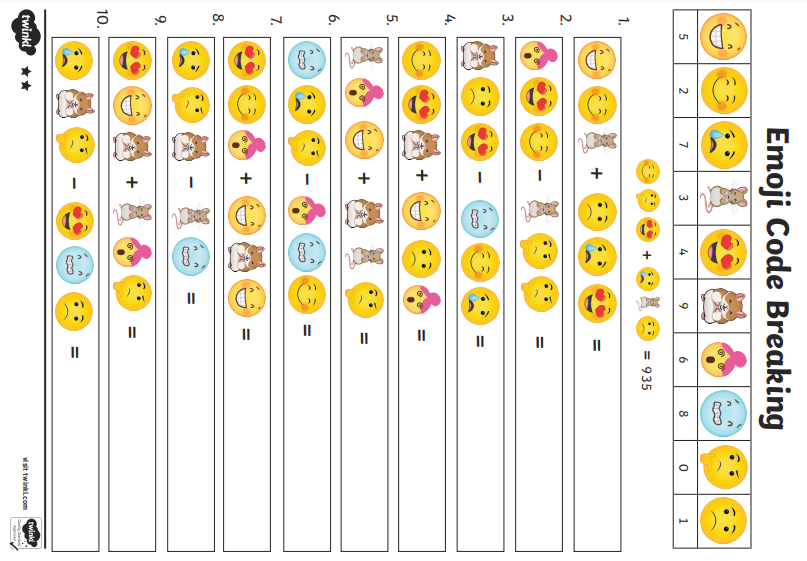 Emoji Code Breaking
5 2 7 3 4 9 6 8 0 1
+ = 935
1. + =
2. - =
3. - =
4. + =
5. + =
6. - =
7. + =
8. - =
9. + =
10. - =
twinkl
visit twinkl.com
twinkl